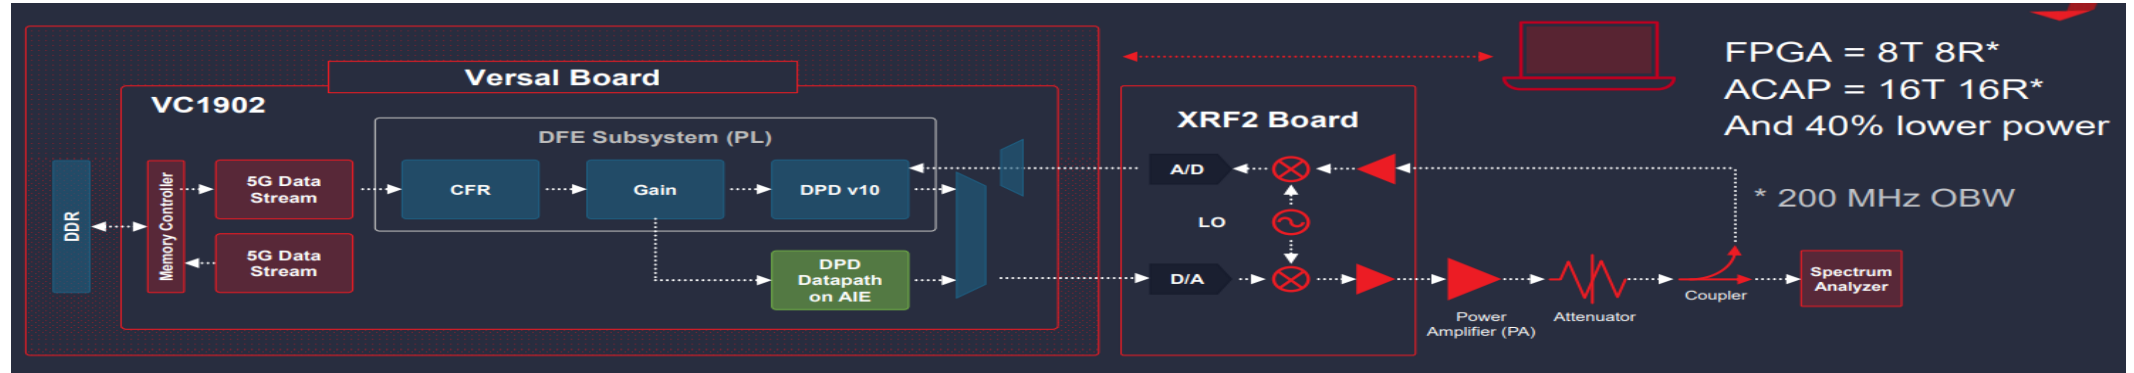 Versal Board
VC1902
DFE Subsystem (PL)
DDR
Memory Controller
5G Data
Stream
5G Data
Stream
CFR
Gain
DPD v10
DPD
Datapath
on AIE
XRF2 Board
A/D
LO
D/A
Power
Amplifier (PA)
Attenuator
Coupler
Spectrum
Analyzer
FPGA = 8T 8R*
ACAP = 16T 16R*
And 40% lower power
* 200 MHz OBW